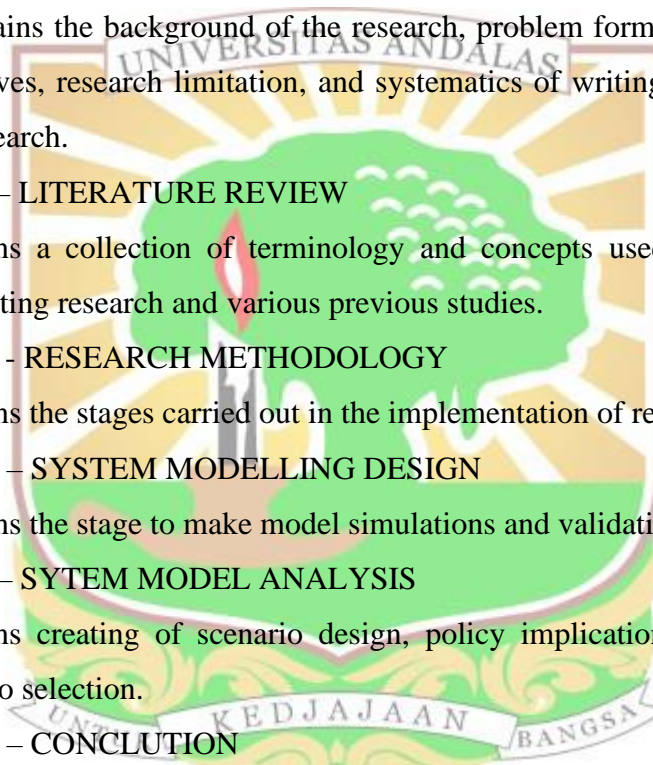 ains the background of the research, problem form
UNIVERSITAS ANDALAS
ves, research limitation, and systematics of writing
earch.
– LITERATURE REVIEW
ns a collection of terminology and concepts used
ting research and various previous studies.
- RESEARCH METHODOLOGY
ns the stages carried out in the implementation of re
– SYSTEM MODELLING DESIGN
ns the stage to make model simulations and validati
– SYTEM MODEL ANALYSIS
ns creating of scenario design, policy implication
o selection.
UNTUK KEDJAJAAN BANGSA
– CONCLUTION